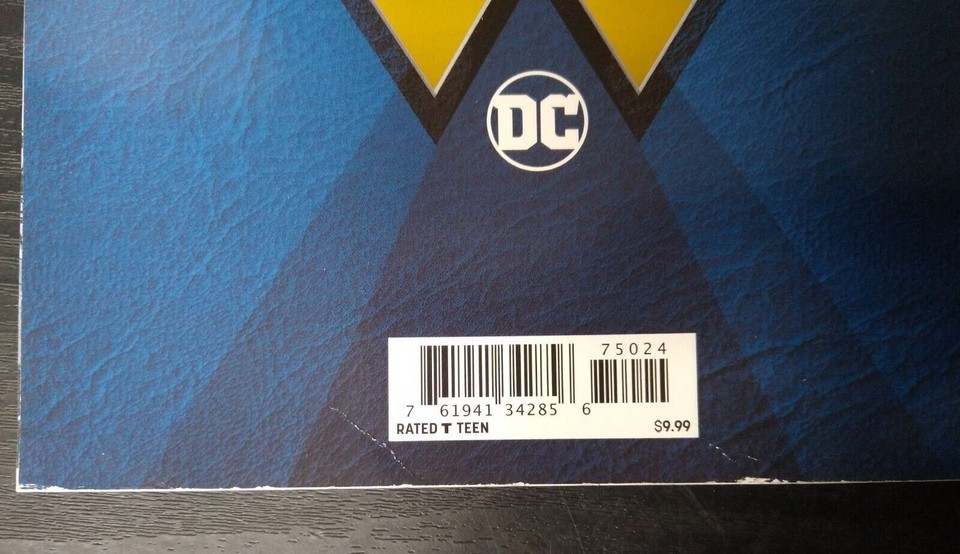 DC
75024
7 61941 34285 6
RATED T TEEN $9.99